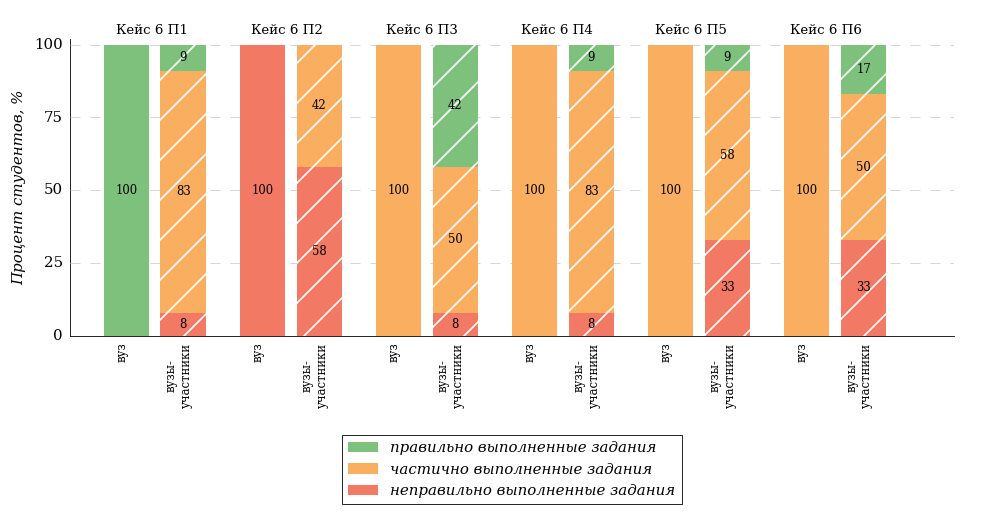 Кейс 6 П1 Кейс 6 П2 Кейс 6 П3 Кейс 6 П4 Кейс 6 П5 Кейс 6 П6
Процент студентов, %
100
75
50
25
0
100
9
83
8
100
42
58
100
42
50
8
100
9
83
8
100
9
58
33
100
17
50
33
вуз
вузы-
участники
вуз
вузы-
участники
вуз
вузы-
участники
вуз
вузы-
участники
вуз
вузы-
участники
вуз
вузы-
участники
правильно выполненные задания
частично выполненные задания
неправильно выполненные задания